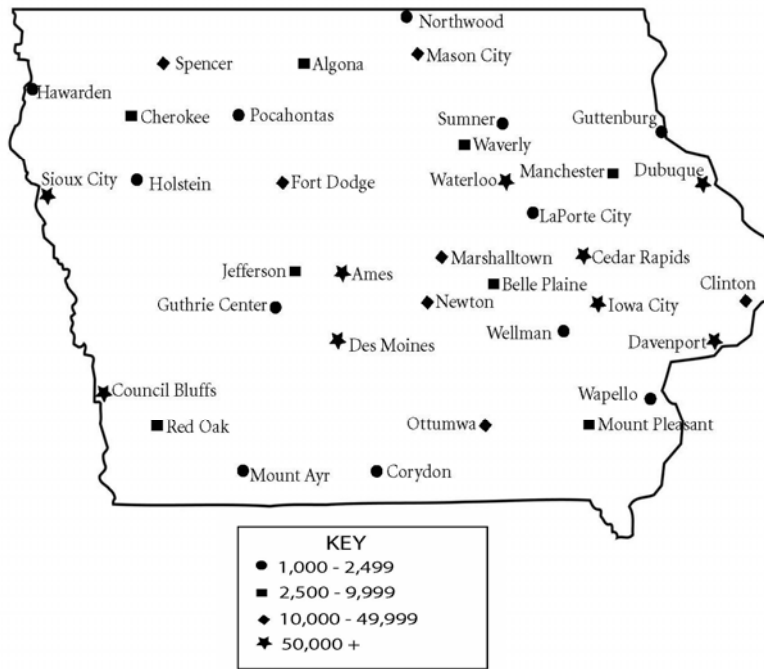 Northwood
Mason City
Spencer
Algona
Hawarden
Cherokee
Pocahontas
Sumner
Guttenburg
Waverly
Sioux City
Holstein
Fort Dodge
Waterloo
Manchester
Dubuque
LaPorte City
Marshalltown
Cedar Rapids
Jefferson
Ames
Belle Plaine
Clinton
Guthrie Center
Newton
Iowa City
Wellman
Des Moines
Davenport
Council Bluffs
Wapello
Red Oak
Ottumwa
Mount Pleasant
Mount Ayr
Corydon
KEY
1,000 - 2,499
2,500 - 9,999
10,000 - 49,999
50,000 +